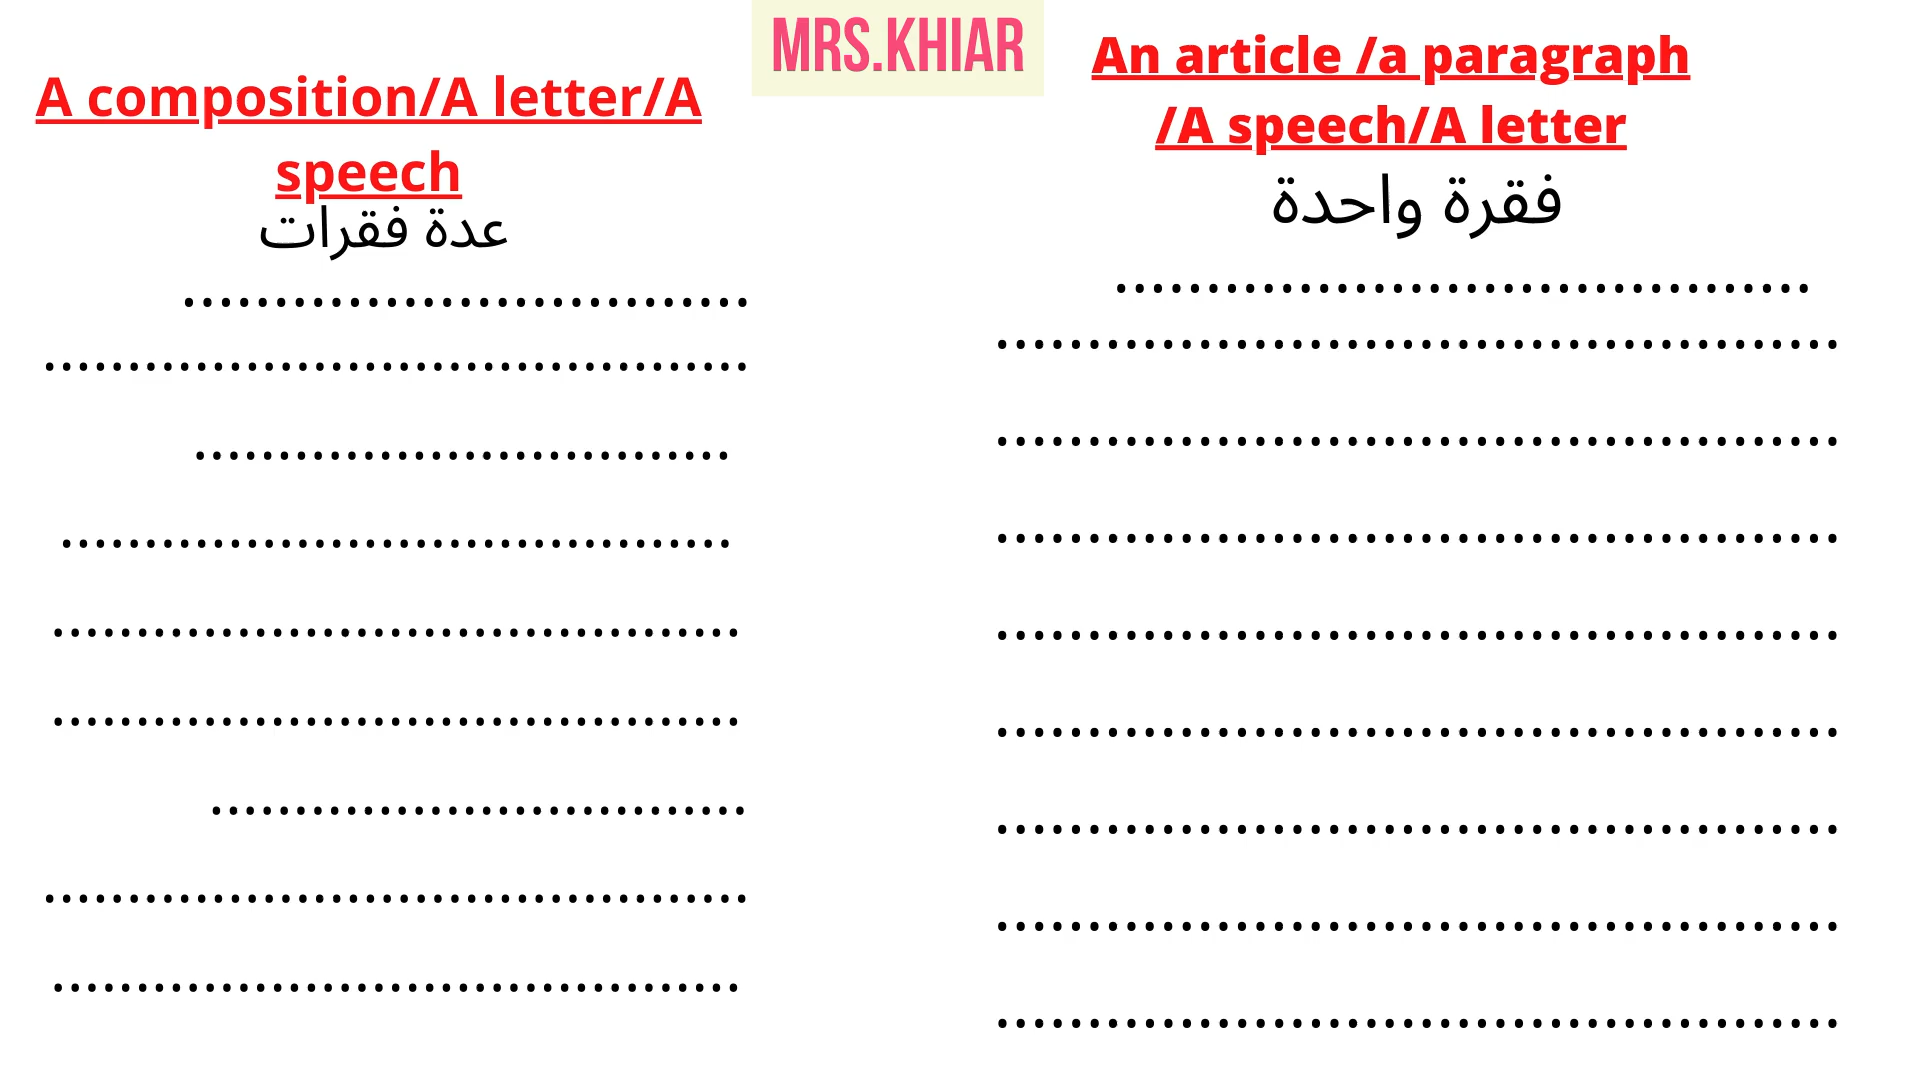 MRS.KHIAR
A composition/A letter/A
speech
عدة فقرات
..............................
..........................................
................................
........................................
.........................................
.........................................
................................
..........................................
.........................................
An article /a paragraph
/A speech/A letter
فقرة واحدة
......................................
..............................................
..............................................
..............................................
..............................................
..............................................
..............................................
..............................................
..............................................